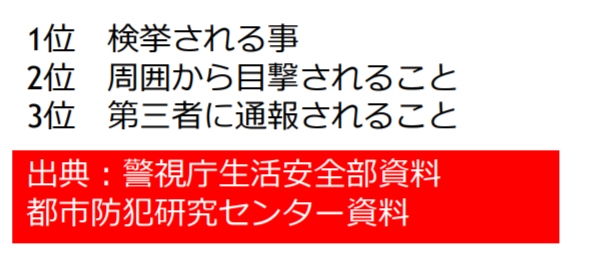 1位　検挙される事
2位　周囲から目撃されること
3位　第三者に通報されること
出典：警視庁生活安全部資料
都市防犯研究センター資料